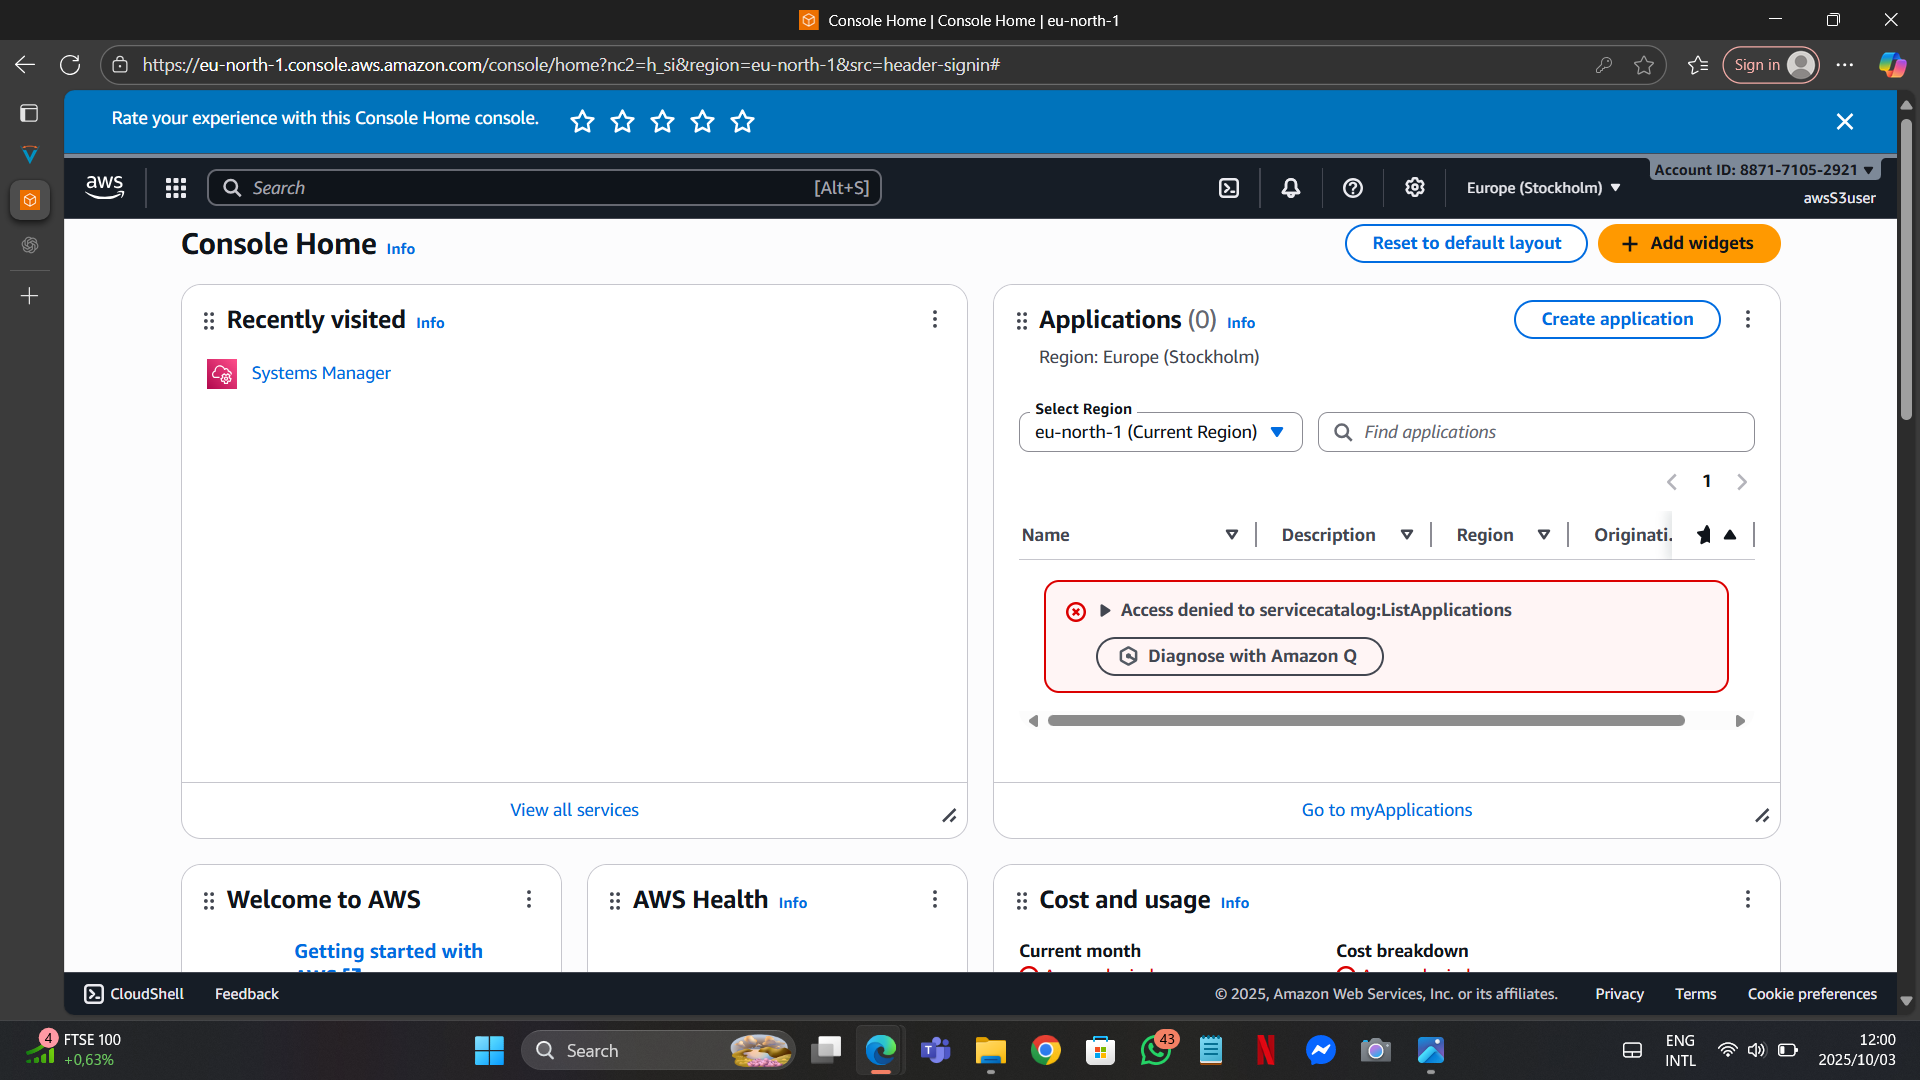 Console Home | Console Home | eu-north-1
https://eu-north-1.console.aws.amazon.com/console/home?nc2=h_si&region=eu-north-1&src=header-signin#
Sign in
Rate your experience with this Console Home console.
aws
Search
[Alt+S]
Europe (Stockholm)
Account ID: 8871-7105-2921
awsS3user
Console Home Info
Reset to default layout
Add widgets
Recently visited Info
Systems Manager
View all services
Applications (0) Info
Create application
Region: Europe (Stockholm)
Select Region
eu-north-1 (Current Region)
Find applications
1
Name
Description
Region
Originati.
Access denied to servicecatalog:ListApplications
Diagnose with Amazon Q
Go to myApplications
Welcome to AWS
Getting started with
AWS Health Info
Cost and usage Info
Current month
Cost breakdown
CloudShell
Feedback
© 2025, Amazon Web Services, Inc. or its affiliates.
Privacy
Terms
Cookie preferences
4
FTSE 100
+0,63%
Search
43
ENG
INTL
12:00
2025/10/03